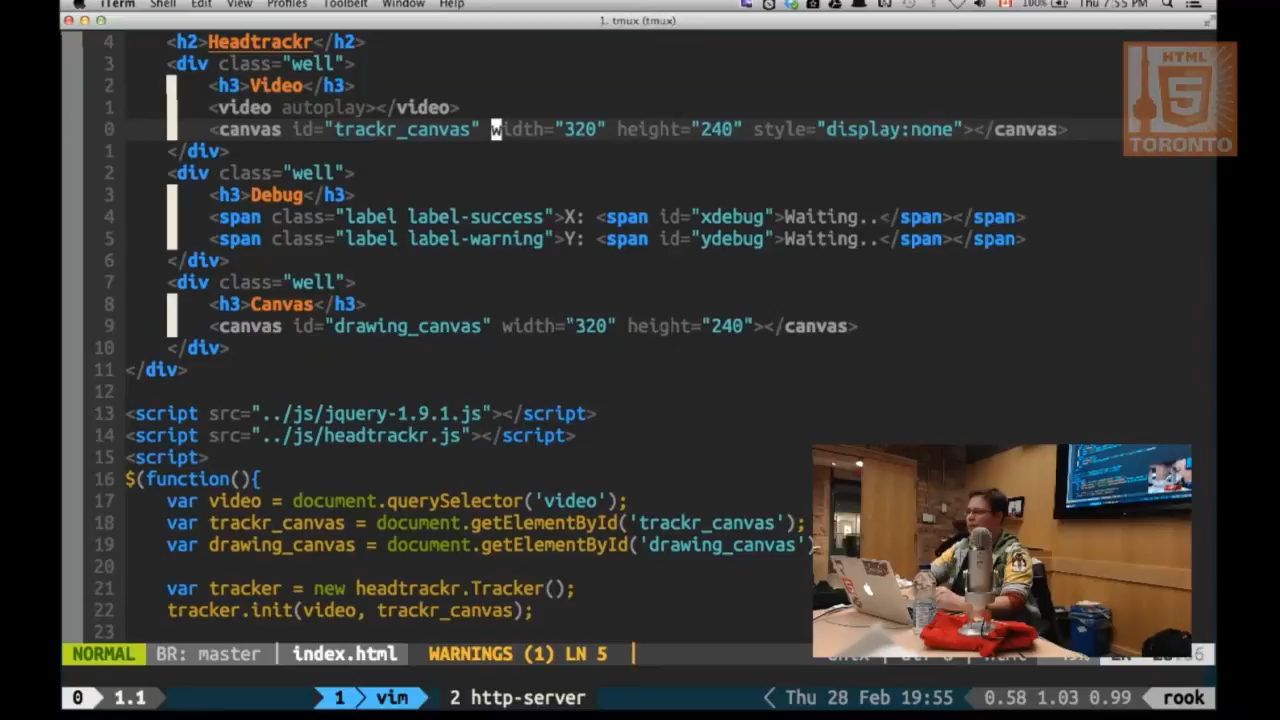 iTerm Shell Edit View Profiles Toolbelt Window Help 100% Thu 7:55 PM
1. tmux (tmux)
HTML
5
TORONTO
4 <h2>Headtrackr</h2>
3 <div class="well">
2 <h3>Video</h3>
1 <video autoplay></video>
0 <canvas id="trackr_canvas" width="320" height="240" style="display:none"></canvas>
1 </div>
2 <div class="well">
3 <h3>Debug</h3>
4 <span class="label label-success">X: <span id="xdebug">Waiting..</span></span>
5 <span class="label label-warning">Y: <span id="ydebug">Waiting..</span></span>
6 </div>
7 <div class="well">
8 <h3>Canvas</h3>
9 <canvas id="drawing_canvas" width="320" height="240"></canvas>
10 </div>
11 </div>
12
13 <script src="../js/jquery-1.9.1.js"></script>
14 <script src="../js/headtrackr.js"></script>
15 <script>
16 $(function(){
17 var video = document.querySelector('video');
18 var trackr_canvas = document.getElementById('trackr_canvas');
19 var drawing_canvas = document.getElementById('drawing_canvas')
20
21 var tracker = new headtrackr.Tracker();
22 tracker.init(video, trackr_canvas);
23
NORMAL BR: master index.html WARNINGS (1) LN 5
0 1.1 1 vim 2 http-server Thu 28 Feb 19:55 0.58 1.03 0.99 rook